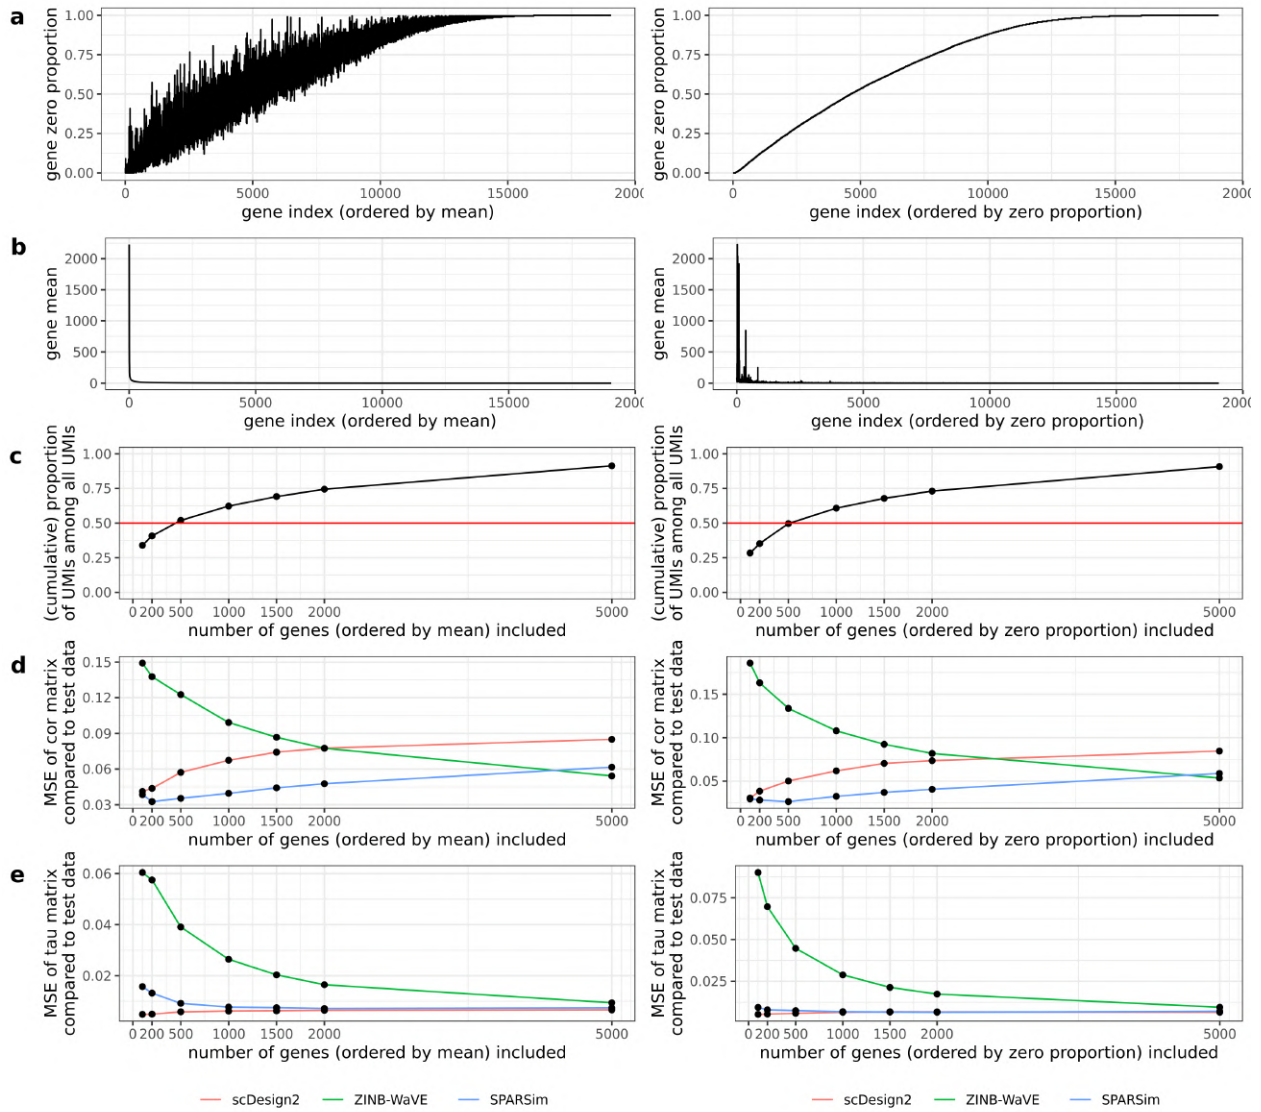 a
gene zero proportion
1.00
0.75
0.50
0.25
0.00
0 5000 10000 15000 2000
gene index (ordered by mean)
gene zero proportion
1.00
0.75
0.50
0.25
0.00
0 5000 10000 15000 2000
gene index (ordered by zero proportion)
b
gene mean
2000
1500
1000
500
0
0 5000 10000 15000 2000
gene index (ordered by mean)
gene mean
2000
1500
1000
500
0
0 5000 10000 15000 2000
gene index (ordered by zero proportion)
c
(cumulative) proportion
of UMIs among all UMIs
1.00
0.75
0.50
0.25
0.00
0 200 500 1000 1500 2000 5000
number of genes (ordered by mean) included
(cumulative) proportion
of UMIs among all UMIs
1.00
0.75
0.50
0.25
0.00
0 200 500 1000 1500 2000 5000
number of genes (ordered by zero proportion) included
d
MSE of cor matrix
compared to test data
0.15
0.12
0.09
0.06
0.03
0 200 500 1000 1500 2000 5000
number of genes (ordered by mean) included
MSE of cor matrix
compared to test data
0.15
0.10
0.05
0 200 500 1000 1500 2000 5000
number of genes (ordered by zero proportion) included
e
MSE of tau matrix
compared to test data
0.06
0.04
0.02
0 200 500 1000 1500 2000 5000
number of genes (ordered by mean) included
MSE of tau matrix
compared to test data
0.075
0.050
0.025
0 200 500 1000 1500 2000 5000
number of genes (ordered by zero proportion) included
scDesign2 ZINB-WaVE SPARSim
scDesign2 ZINB-WaVE SPARSim